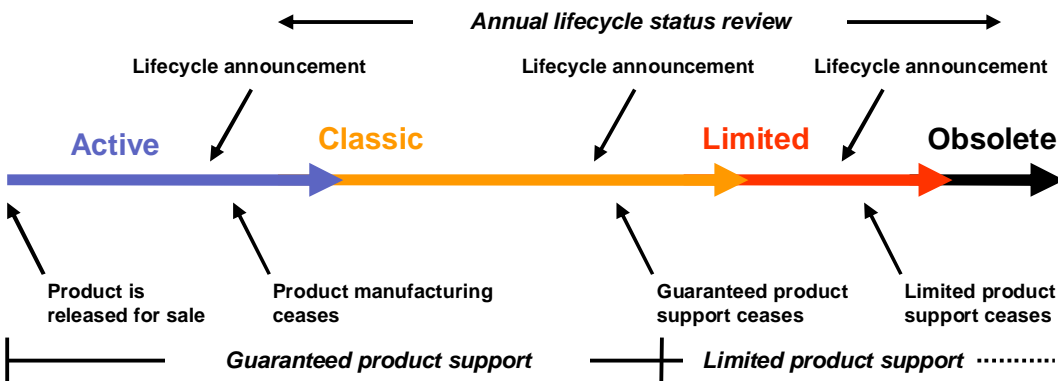 Annual lifecycle status review
Lifecycle announcement
Lifecycle announcement
Lifecycle announcement
Active
Classic
Limited
Obsolete
Product is
released for sale
Product manufacturing
ceases
Guaranteed product
support ceases
Limited product
support ceases
Guaranteed product support
Limited product support